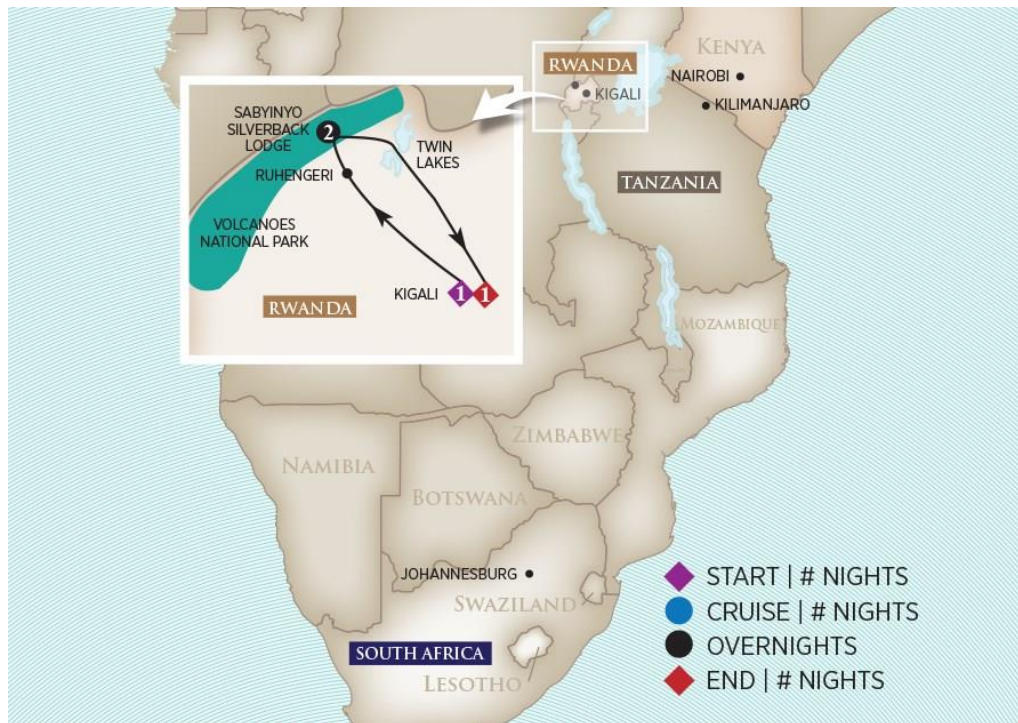 KENYA
RWANDA
NAIROBI
KIGALI
KILIMANJARO
SABYINYO
SILVERBACK
LODGE
2
TWIN
LAKES
RUHENGERI
TANZANIA
VOLCANOES
NATIONAL PARK
KIGALI
1
1
RWANDA
MOZAMBIQUE
ZIMBABWE
NAMIBIA
BOTSWANA
JOHANNESBURG
SWAZILAND
SOUTH AFRICA
LESOTHO
START | # NIGHTS
CRUISE | # NIGHTS
OVERNIGHTS
END | # NIGHTS